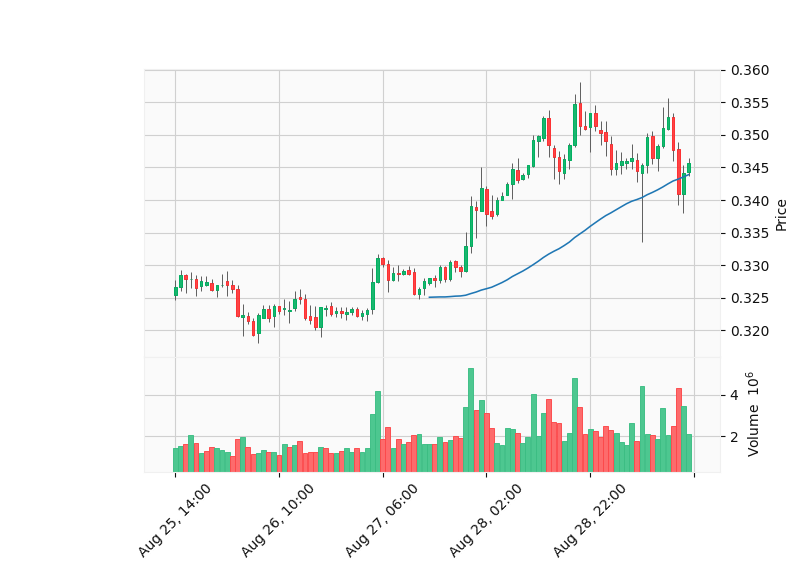 0.360
0.355
0.350
0.345
0.340
0.335
0.330
0.325
0.320
Price
4
2
Volume 10⁶
Aug 25, 14:00
Aug 26, 10:00
Aug 27, 06:00
Aug 28, 02:00
Aug 28, 22:00